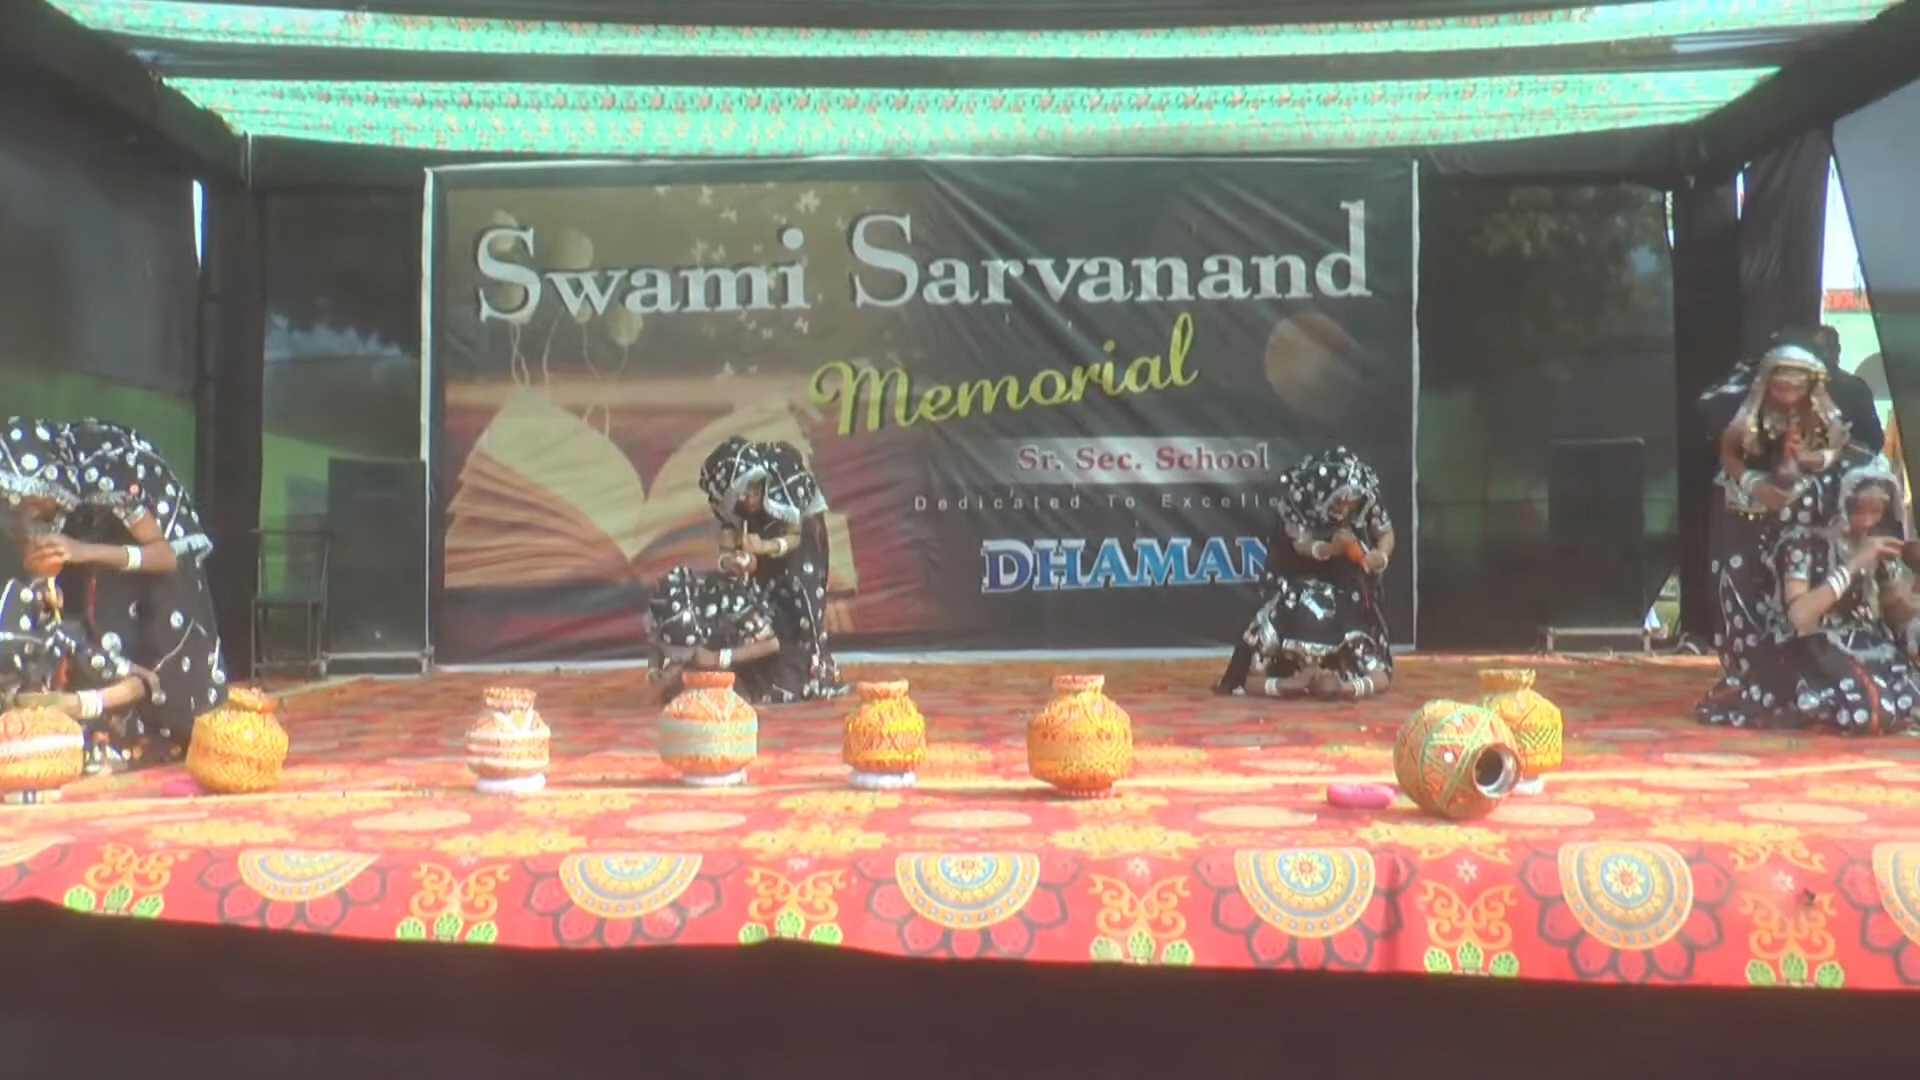 Swami Sarvanand
Memorial
Sr. Sec. School
Dedicated To
DHAMAN